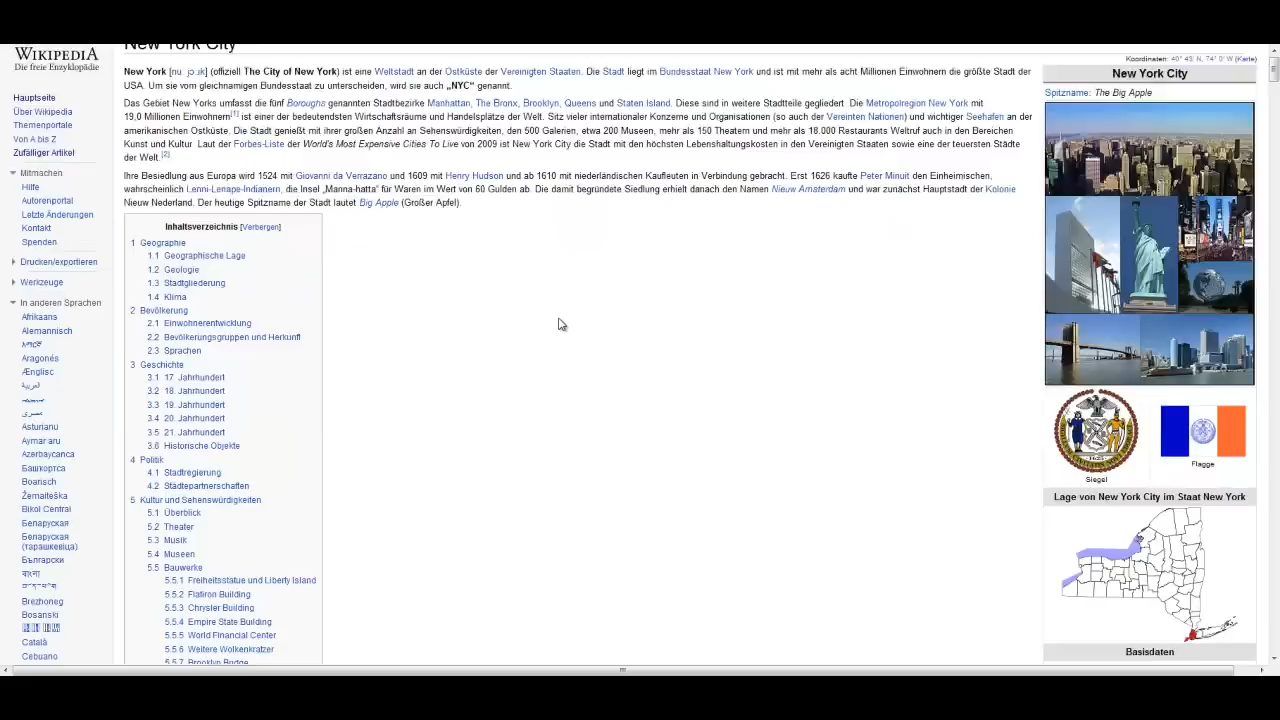 WIKIPEDIA
Die freie Enzyklopädie
Hauptseite
Über Wikipedia
Themenportale
Von A bis Z
Zufälliger Artikel
Mitmachen
Hilfe
Autorenportal
Letzte Änderungen
Kontakt
Spenden
Drucken/exportieren
Werkzeuge
In anderen Sprachen
Afrikaans
Alemannisch
አማርኛ
Aragonés
Ænglisc
العربية
مصرى
Asturianu
Aymar aru
Azərbaycanca
Башҡортса
Boarisch
Žemaitėška
Bikol Central
Беларуская
Беларуская
(тарашкевіца)
Български
বাংলা
Brezhoneg
Bosanski
Català
Cebuano
New York City
New York (offiziell The City of New York) ist eine Weltstadt an der Ostküste der Vereinigten Staaten. Die Stadt liegt im Bundesstaat New York und ist mit mehr als acht Millionen Einwohnern die größte Stadt der
USA. Um sie vom gleichnamigen Bundesstaat zu unterscheiden, wird sie auch „NYC“ genannt.
Das Gebiet New Yorks umfasst die fünf Boroughs genannten Stadtbezirke Manhattan, The Bronx, Brooklyn, Queens und Staten Island. Diese sind in weitere Stadtteile gegliedert. Die Metropolregion New York mit
19,0 Millionen Einwohnern[1] ist einer der bedeutendsten Wirtschaftsräume und Handelsplätze der Welt. Sitz vieler internationaler Konzerne und Organisationen (so auch der Vereinten Nationen) und wichtiger Seehafen an der
amerikanischen Ostküste. Die Stadt genießt mit ihrer großen Anzahl an Sehenswürdigkeiten, den 500 Galerien, etwa 200 Museen, mehr als 150 Theatern und mehr als 18.000 Restaurants Weltruf auch in den Bereichen
Kunst und Kultur. Laut der Forbes-Liste der World's Most Expensive Cities To Live von 2009 ist New York City die Stadt mit den höchsten Lebenshaltungskosten in den Vereinigten Staaten sowie eine der teuersten Städte
der Welt.[2]
Ihre Besiedlung aus Europa wird 1524 mit Giovanni da Verrazano und 1609 mit Henry Hudson und ab 1610 mit niederländischen Kaufleuten in Verbindung gebracht. Erst 1626 kaufte Peter Minuit den Einheimischen,
wahrscheinlich Lenni-Lenape-Indianern, die Insel „Manna-hatta“ für Waren im Wert von 60 Gulden ab. Die damit begründete Siedlung erhielt danach den Namen Nieuw Amsterdam und war zunächst Hauptstadt der Kolonie
Nieuw Nederland. Der heutige Spitzname der Stadt lautet Big Apple (Großer Apfel).
Inhaltsverzeichnis [Verbergen]
1 Geographie
1.1 Geographische Lage
1.2 Geologie
1.3 Stadtgliederung
1.4 Klima
2 Bevölkerung
2.1 Einwohnerentwicklung
2.2 Bevölkerungsgruppen und Herkunft
2.3 Sprachen
3 Geschichte
3.1 17. Jahrhundert
3.2 18. Jahrhundert
3.3 19. Jahrhundert
3.4 20. Jahrhundert
3.5 21. Jahrhundert
3.6 Historische Objekte
4 Politik
4.1 Stadtregierung
4.2 Städtepartnerschaften
5 Kultur und Sehenswürdigkeiten
5.1 Überblick
5.2 Theater
5.3 Musik
5.4 Museen
5.5 Bauwerke
5.5.1 Freiheitsstatue und Liberty Island
5.5.2 Flatiron Building
5.5.3 Chrysler Building
5.5.4 Empire State Building
5.5.5 World Financial Center
5.5.6 Weitere Wolkenkratzer
5.5.7 Brooklyn Bridge
Koordinaten: 40° 43′ N, 74° 0′ W (Karte)
New York City
Spitzname: The Big Apple
Siegel
Flagge
Lage von New York City im Staat New York
Basisdaten